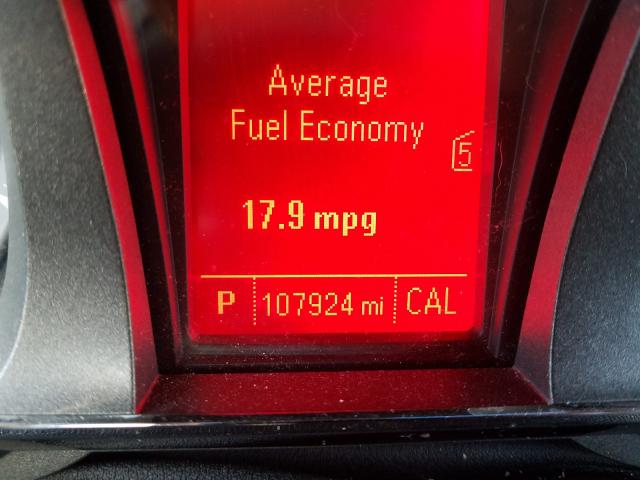 Average
Fuel Economy
5
17.9 mpg
P 107924 mi CAL